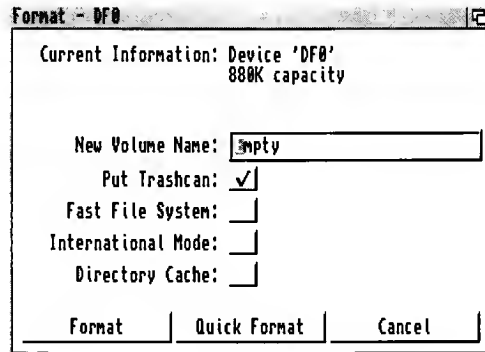 Format - DF0
Current Information: Device 'DF0'
880K capacity
New Volume Name: Empty
Put Trashcan: ✓
Fast File System:
International Mode:
Directory Cache:
Format Quick Format Cancel